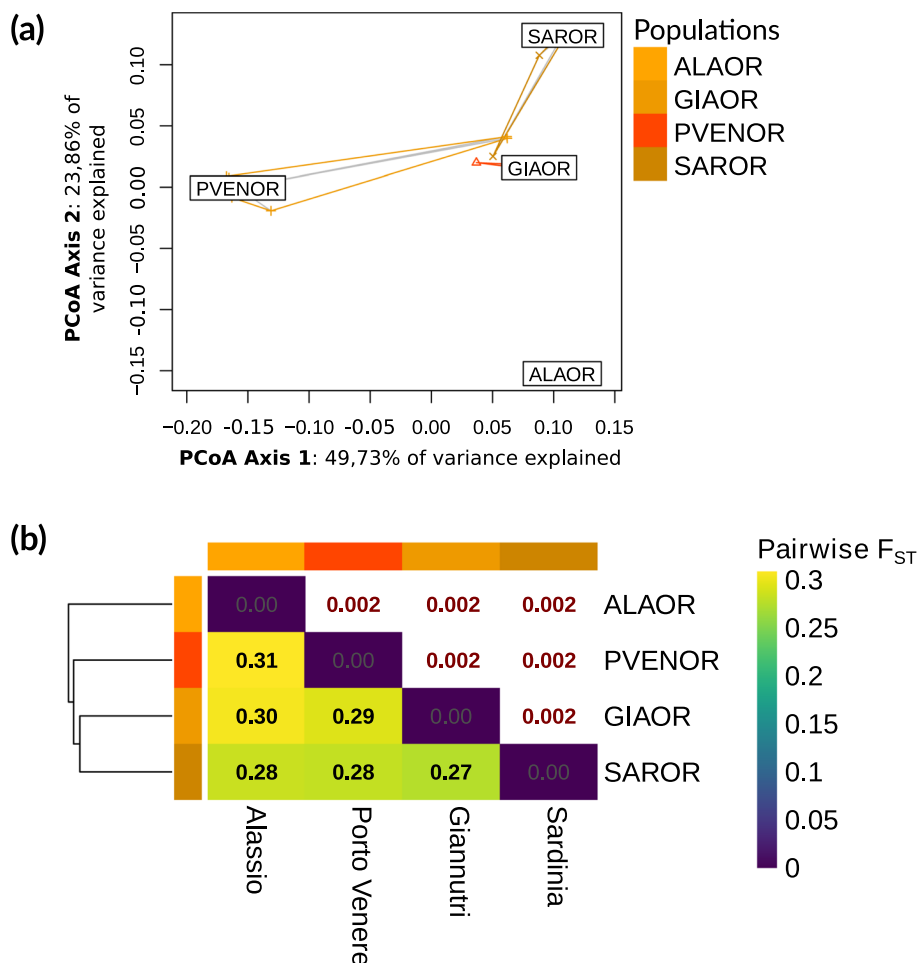 (a)
Populations
ALAOR
GIAOR
PVENOR
SAROR
SAROR
GIAOR
PVENOR
ALAOR
PCoA Axis 2: 23,86% of
variance explained
0.10
0.05
0.00
−0.05
−0.10
−0.15
−0.20 −0.15 −0.10 −0.05 0.00 0.05 0.10 0.15
PCoA Axis 1: 49,73% of variance explained
(b)
0.00 0.002 0.002 0.002 ALAOR
0.31 0.00 0.002 0.002 PVENOR
0.30 0.29 0.00 0.002 GIAOR
0.28 0.28 0.27 0.00 SAROR
Alassio
Porto Venere
Giannutri
Sardinia
Pairwise FST
0.3
0.25
0.2
0.15
0.1
0.05
0